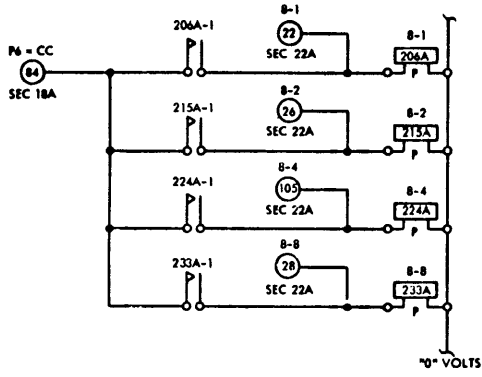 8-1
206A-1
22
8-1
P6 = CC
206A
84
SEC 22A
P
SEC 18A
8-2
215A-1
26
8-2
215A
SEC 22A
P
8-4
224A-1
105
8-4
224A
SEC 22A
P
8-8
233A-1
28
8-8
233A
SEC 22A
P
"0" VOLTS